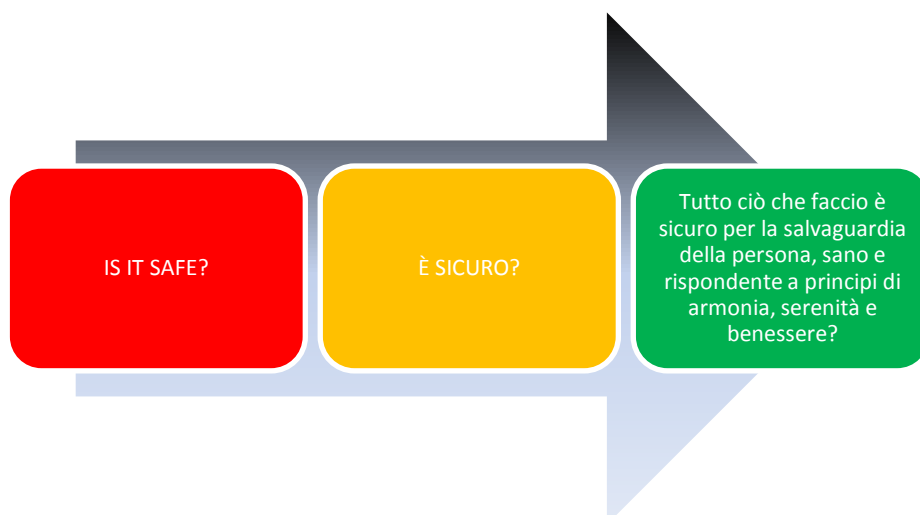 IS IT SAFE?
È SICURO?
Tutto ciò che faccio è
sicuro per la salvaguardia
della persona, sano e
rispondente a principi di
armonia, serenità e
benessere?